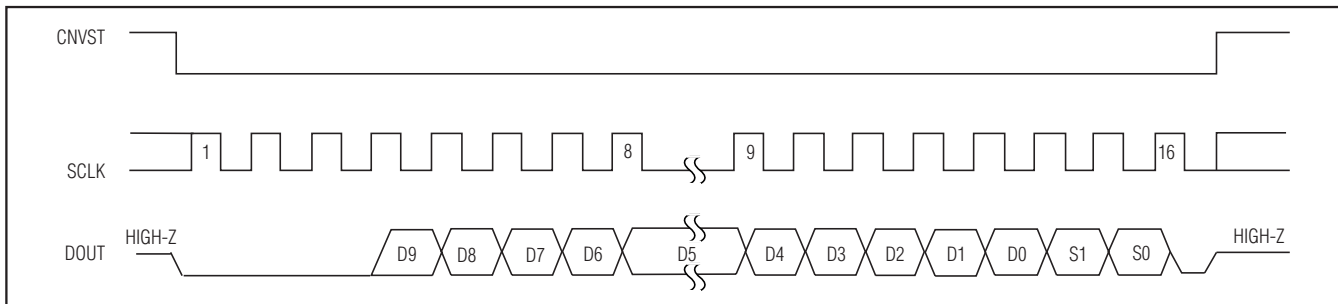 CNVST
1 8 9 16
SCLK
HIGH-Z HIGH-Z
DOUT D9 D8 D7 D6 D5 D4 D3 D2 D1 D0 S1 S0